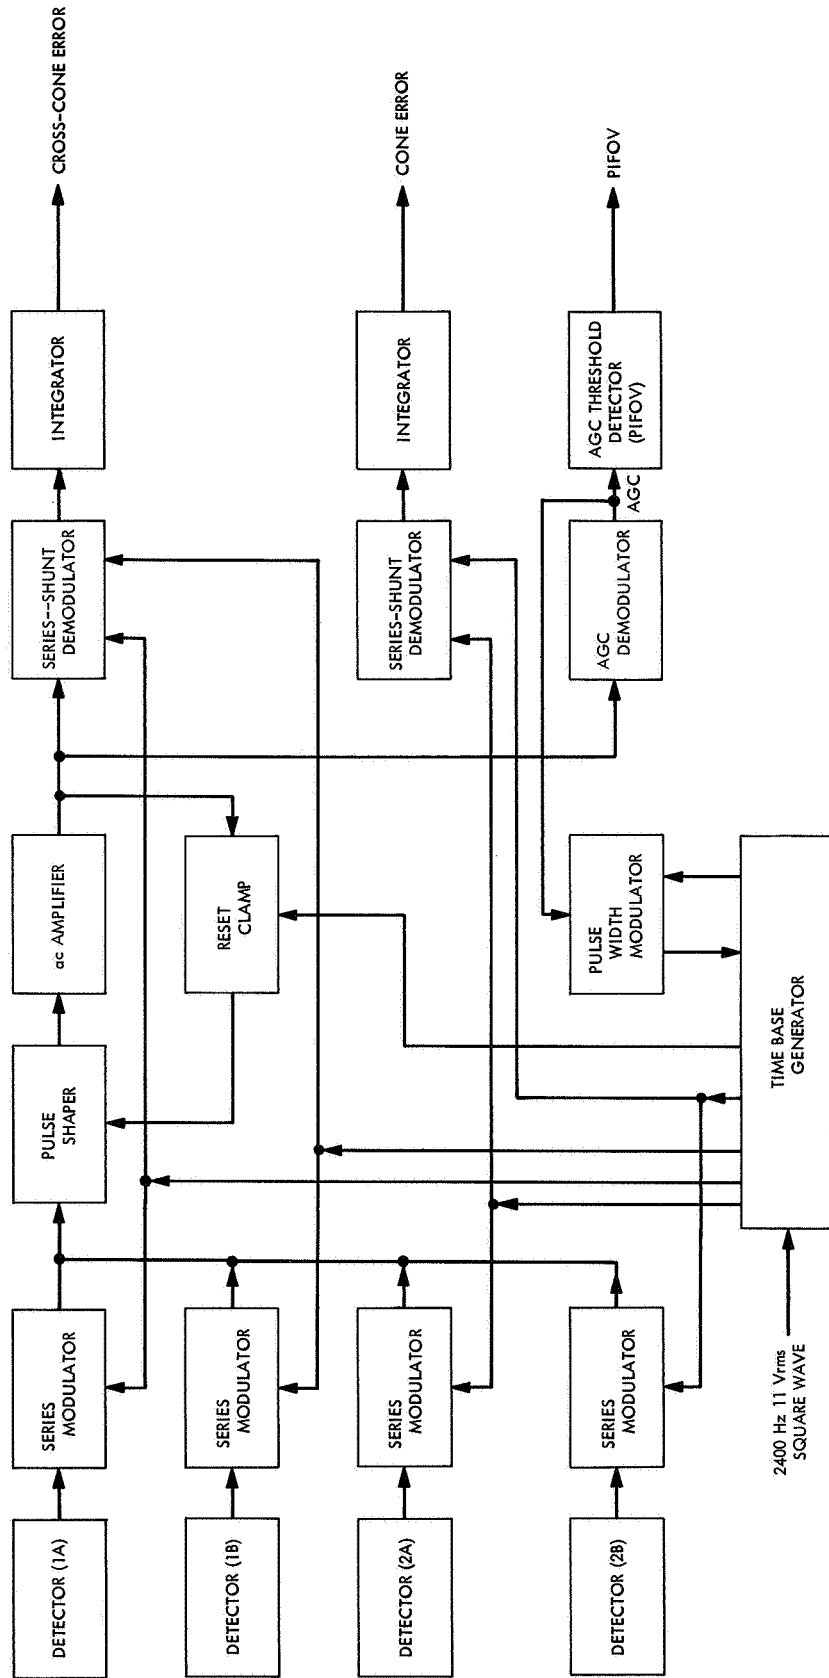 DETECTOR (1A)
SERIES
MODULATOR
PULSE
SHAPER
ac AMPLIFIER
SERIES--SHUNT
DEMODULATOR
INTEGRATOR
CROSS-CONE ERROR
DETECTOR (1B)
SERIES
MODULATOR
RESET
CLAMP
DETECTOR (2A)
SERIES
MODULATOR
SERIES-SHUNT
DEMODULATOR
INTEGRATOR
CONE ERROR
DETECTOR (2B)
SERIES
MODULATOR
PULSE
WIDTH
MODULATOR
AGC
DEMODULATOR
AGC
AGC THRESHOLD
DETECTOR
(PIFOV)
PIFOV
2400 Hz 11 Vrms
SQUARE WAVE
TIME BASE
GENERATOR